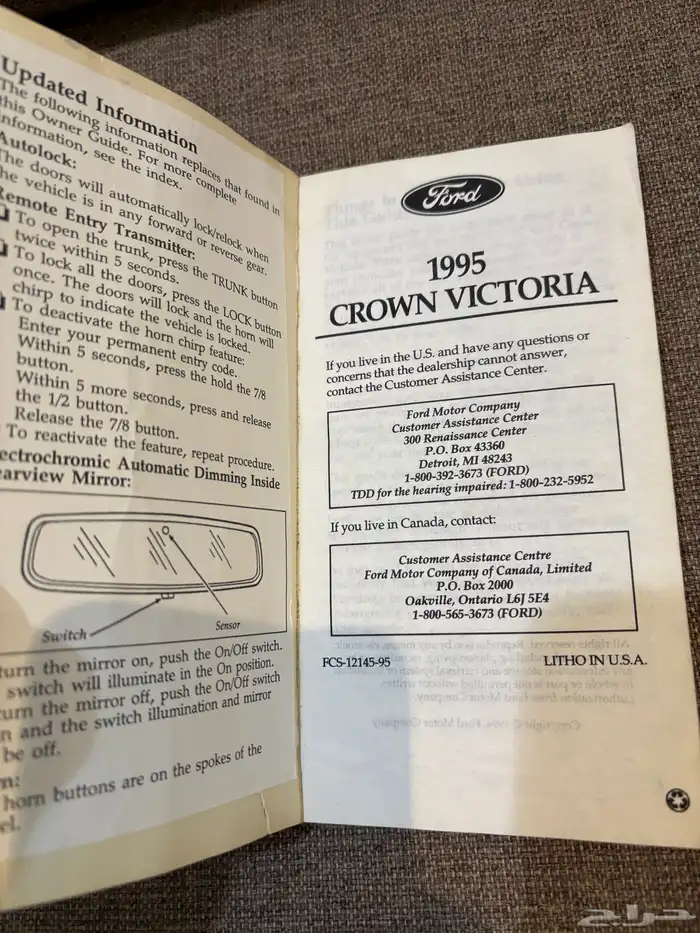 Updated Information
The following information replaces that found in
this Owner Guide. For more complete
information, see the index.
Autolock:
The doors will automatically lock/relock when
the vehicle is in any forward or reverse gear.
Remote Entry Transmitter:
To open the trunk, press the TRUNK button
twice within 5 seconds.
To lock all the doors, press the LOCK button
once. The doors will lock and the horn will
chirp to indicate the vehicle is locked.
To deactivate the horn chirp feature:
Enter your permanent entry code.
Within 5 seconds, press the hold the 7/8
button.
Within 5 more seconds, press and release
the 1/2 button.
Release the 7/8 button.
To reactivate the feature, repeat procedure.
ectrochromic Automatic Dimming Inside
earview Mirror:
Switch
Sensor
turn the mirror on, push the On/Off switch.
switch will illuminate in the On position.
turn the mirror off, push the On/Off switch
n and the switch illumination and mirror
be off.
n:
horn buttons are on the spokes of the
el.
Ford
1995
CROWN VICTORIA
If you live in the U.S. and have any questions or
concerns that the dealership cannot answer,
contact the Customer Assistance Center.
Ford Motor Company
Customer Assistance Center
300 Renaissance Center
P.O. Box 43360
Detroit, MI 48243
1-800-392-3673 (FORD)
TDD for the hearing impaired: 1-800-232-5952
If you live in Canada, contact:
Customer Assistance Centre
Ford Motor Company of Canada, Limited
P.O. Box 2000
Oakville, Ontario L6J 5E4
1-800-565-3673 (FORD)
FCS-12145-95 LITHO IN U.S.A.
حراج